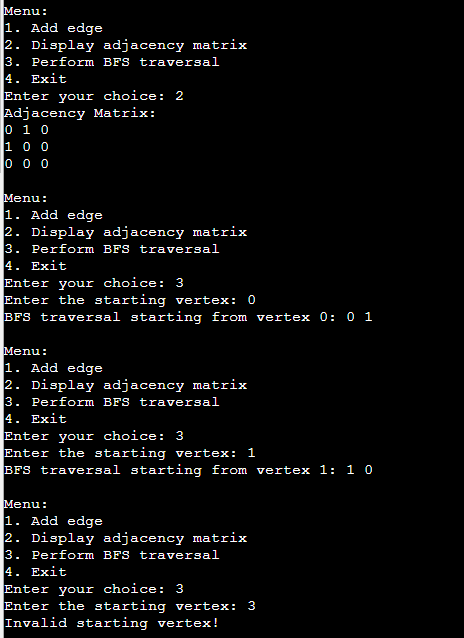 Menu:
1. Add edge
2. Display adjacency matrix
3. Perform BFS traversal
4. Exit
Enter your choice: 2
Adjacency Matrix:
0 1 0
1 0 0
0 0 0
Menu:
1. Add edge
2. Display adjacency matrix
3. Perform BFS traversal
4. Exit
Enter your choice: 3
Enter the starting vertex: 0
BFS traversal starting from vertex 0: 0 1
Menu:
1. Add edge
2. Display adjacency matrix
3. Perform BFS traversal
4. Exit
Enter your choice: 3
Enter the starting vertex: 1
BFS traversal starting from vertex 1: 1 0
Menu:
1. Add edge
2. Display adjacency matrix
3. Perform BFS traversal
4. Exit
Enter your choice: 3
Enter the starting vertex: 3
Invalid starting vertex!